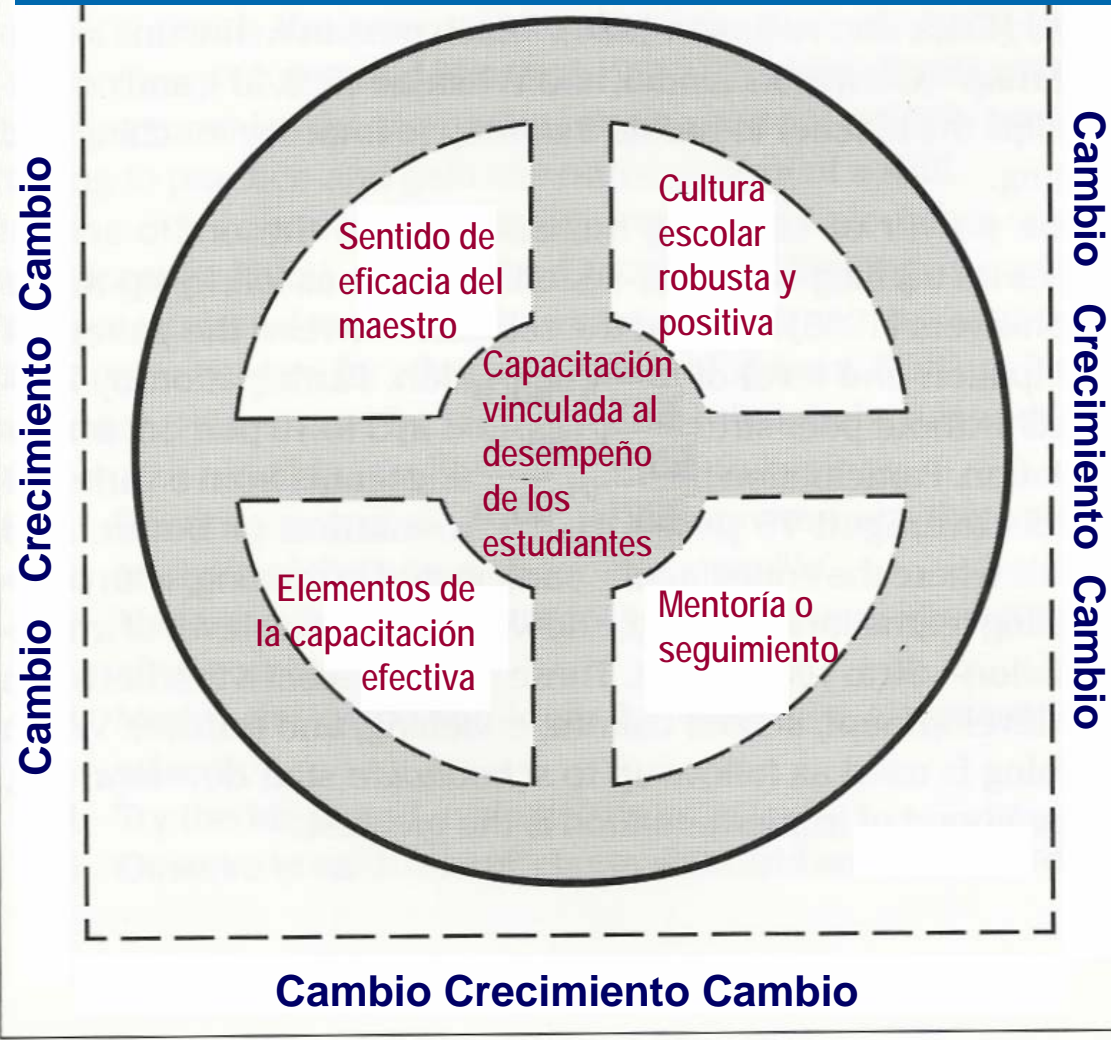 Cambio Crecimiento Cambio
Sentido de
eficacia del
maestro
Cultura
escolar
robusta y
positiva
Capacitación
vinculada al
desempeño
de los
estudiantes
Elementos de
la capacitación
efectiva
Mentoría o
seguimiento
Cambio Crecimiento Cambio
Cambio Crecimiento Cambio